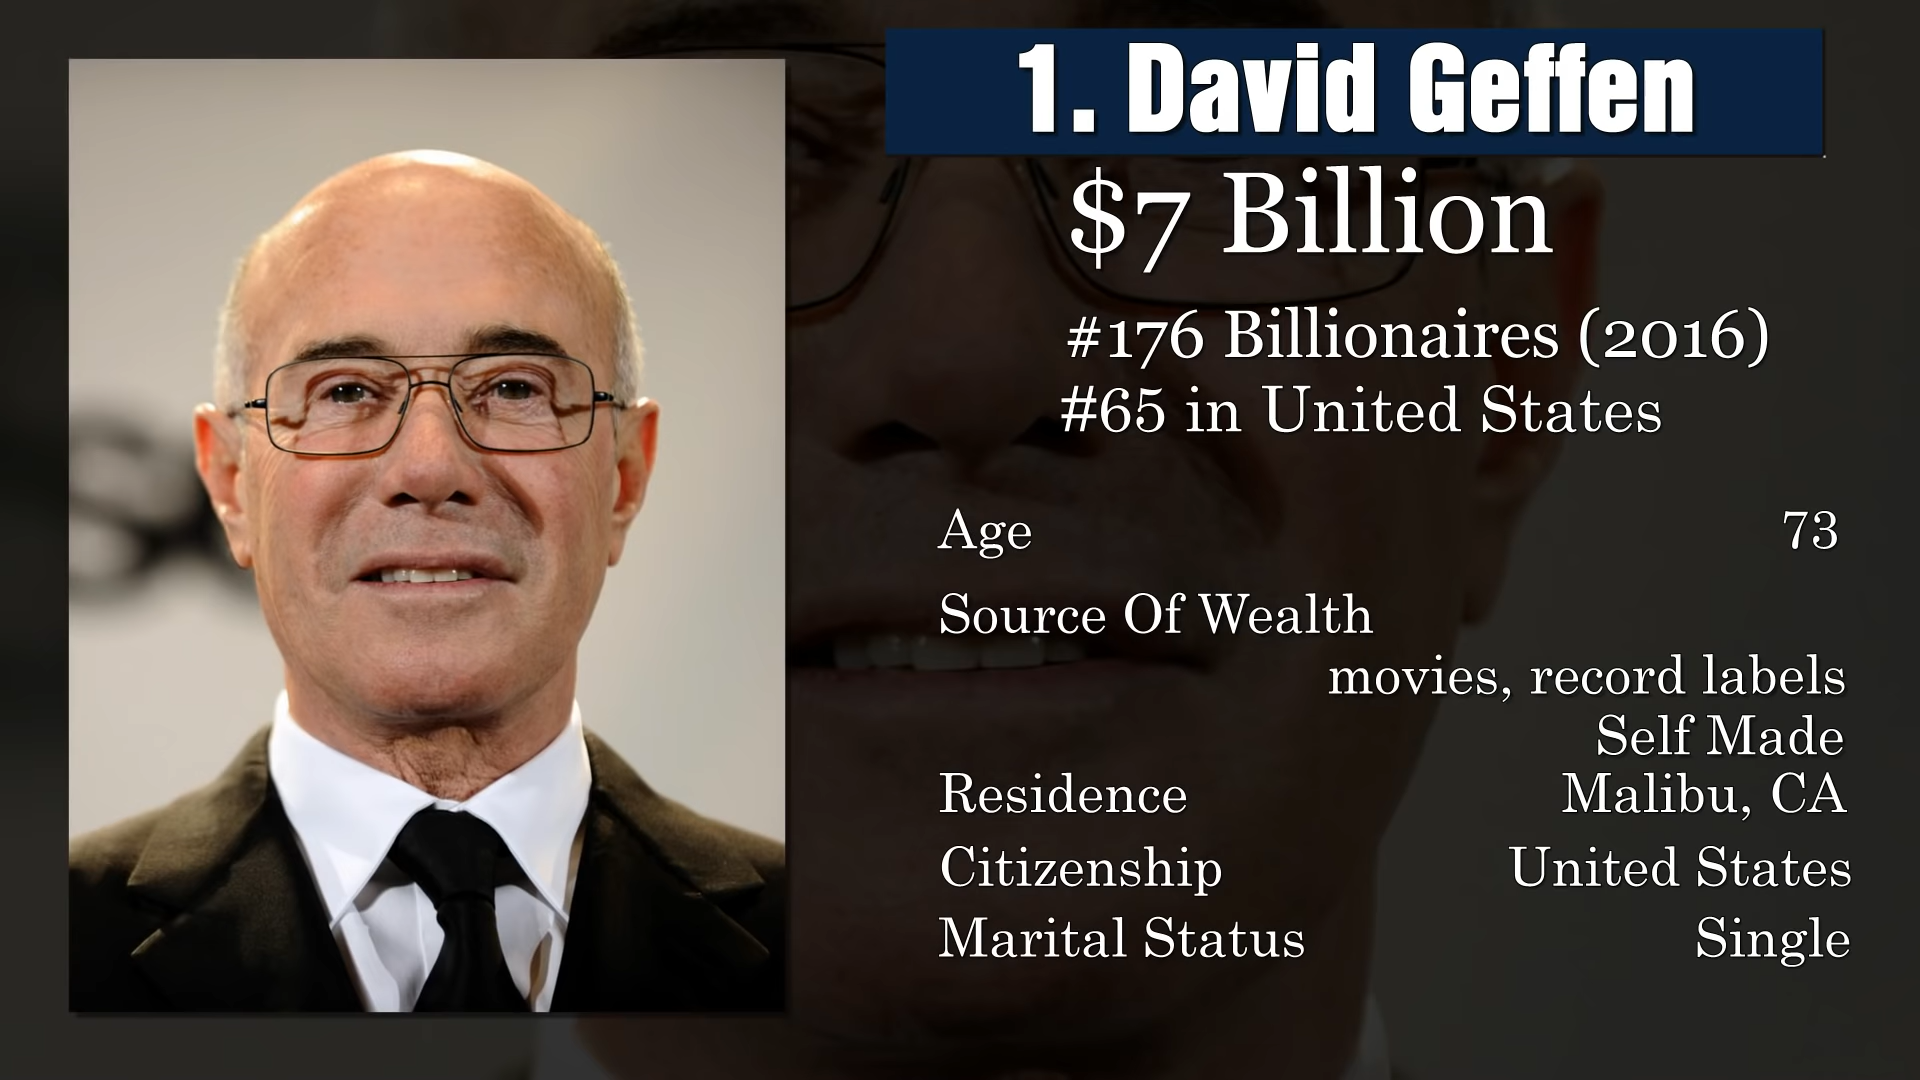 1. David Geffen
$7 Billion
#176 Billionaires (2016)
#65 in United States
Age 73
Source Of Wealth
movies, record labels
Self Made
Residence Malibu, CA
Citizenship United States
Marital Status Single